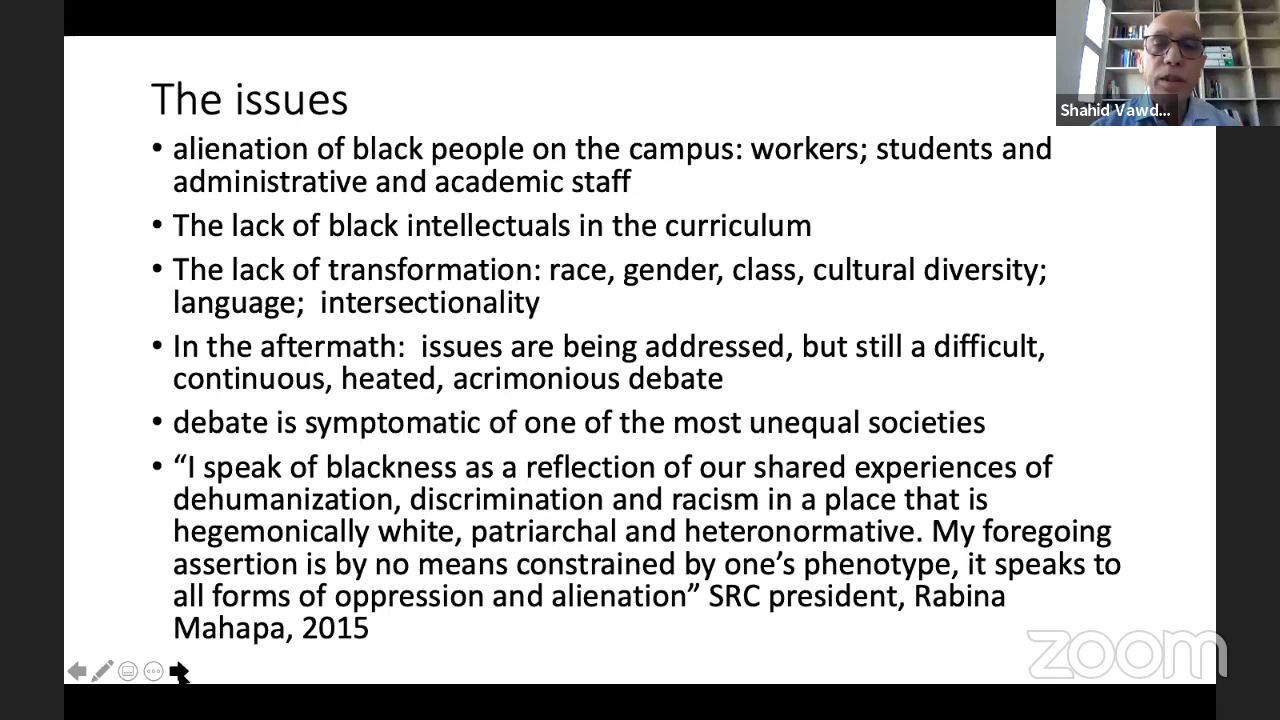 The issues
• alienation of black people on the campus: workers; students and
administrative and academic staff
• The lack of black intellectuals in the curriculum
• The lack of transformation: race, gender, class, cultural diversity;
language;  intersectionality
• In the aftermath:  issues are being addressed, but still a difficult,
continuous, heated, acrimonious debate
• debate is symptomatic of one of the most unequal societies
• “I speak of blackness as a reflection of our shared experiences of
dehumanization, discrimination and racism in a place that is
hegemonically white, patriarchal and heteronormative. My foregoing
assertion is by no means constrained by one’s phenotype, it speaks to
all forms of oppression and alienation” SRC president, Rabina
Mahapa, 2015
Shahid Vawd...
zoom